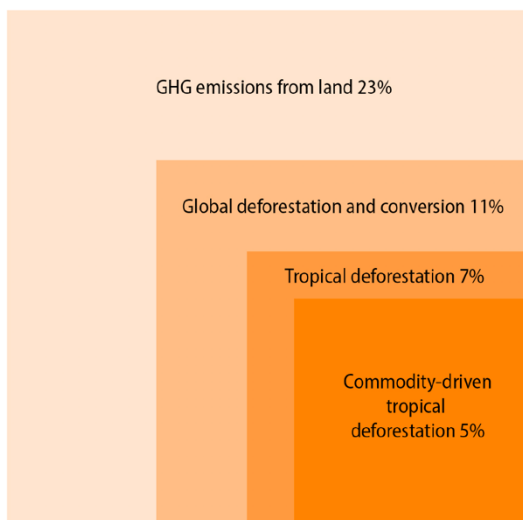 GHG emissions from land 23%
Global deforestation and conversion 11%
Tropical deforestation 7%
Commodity-driven
tropical
deforestation 5%